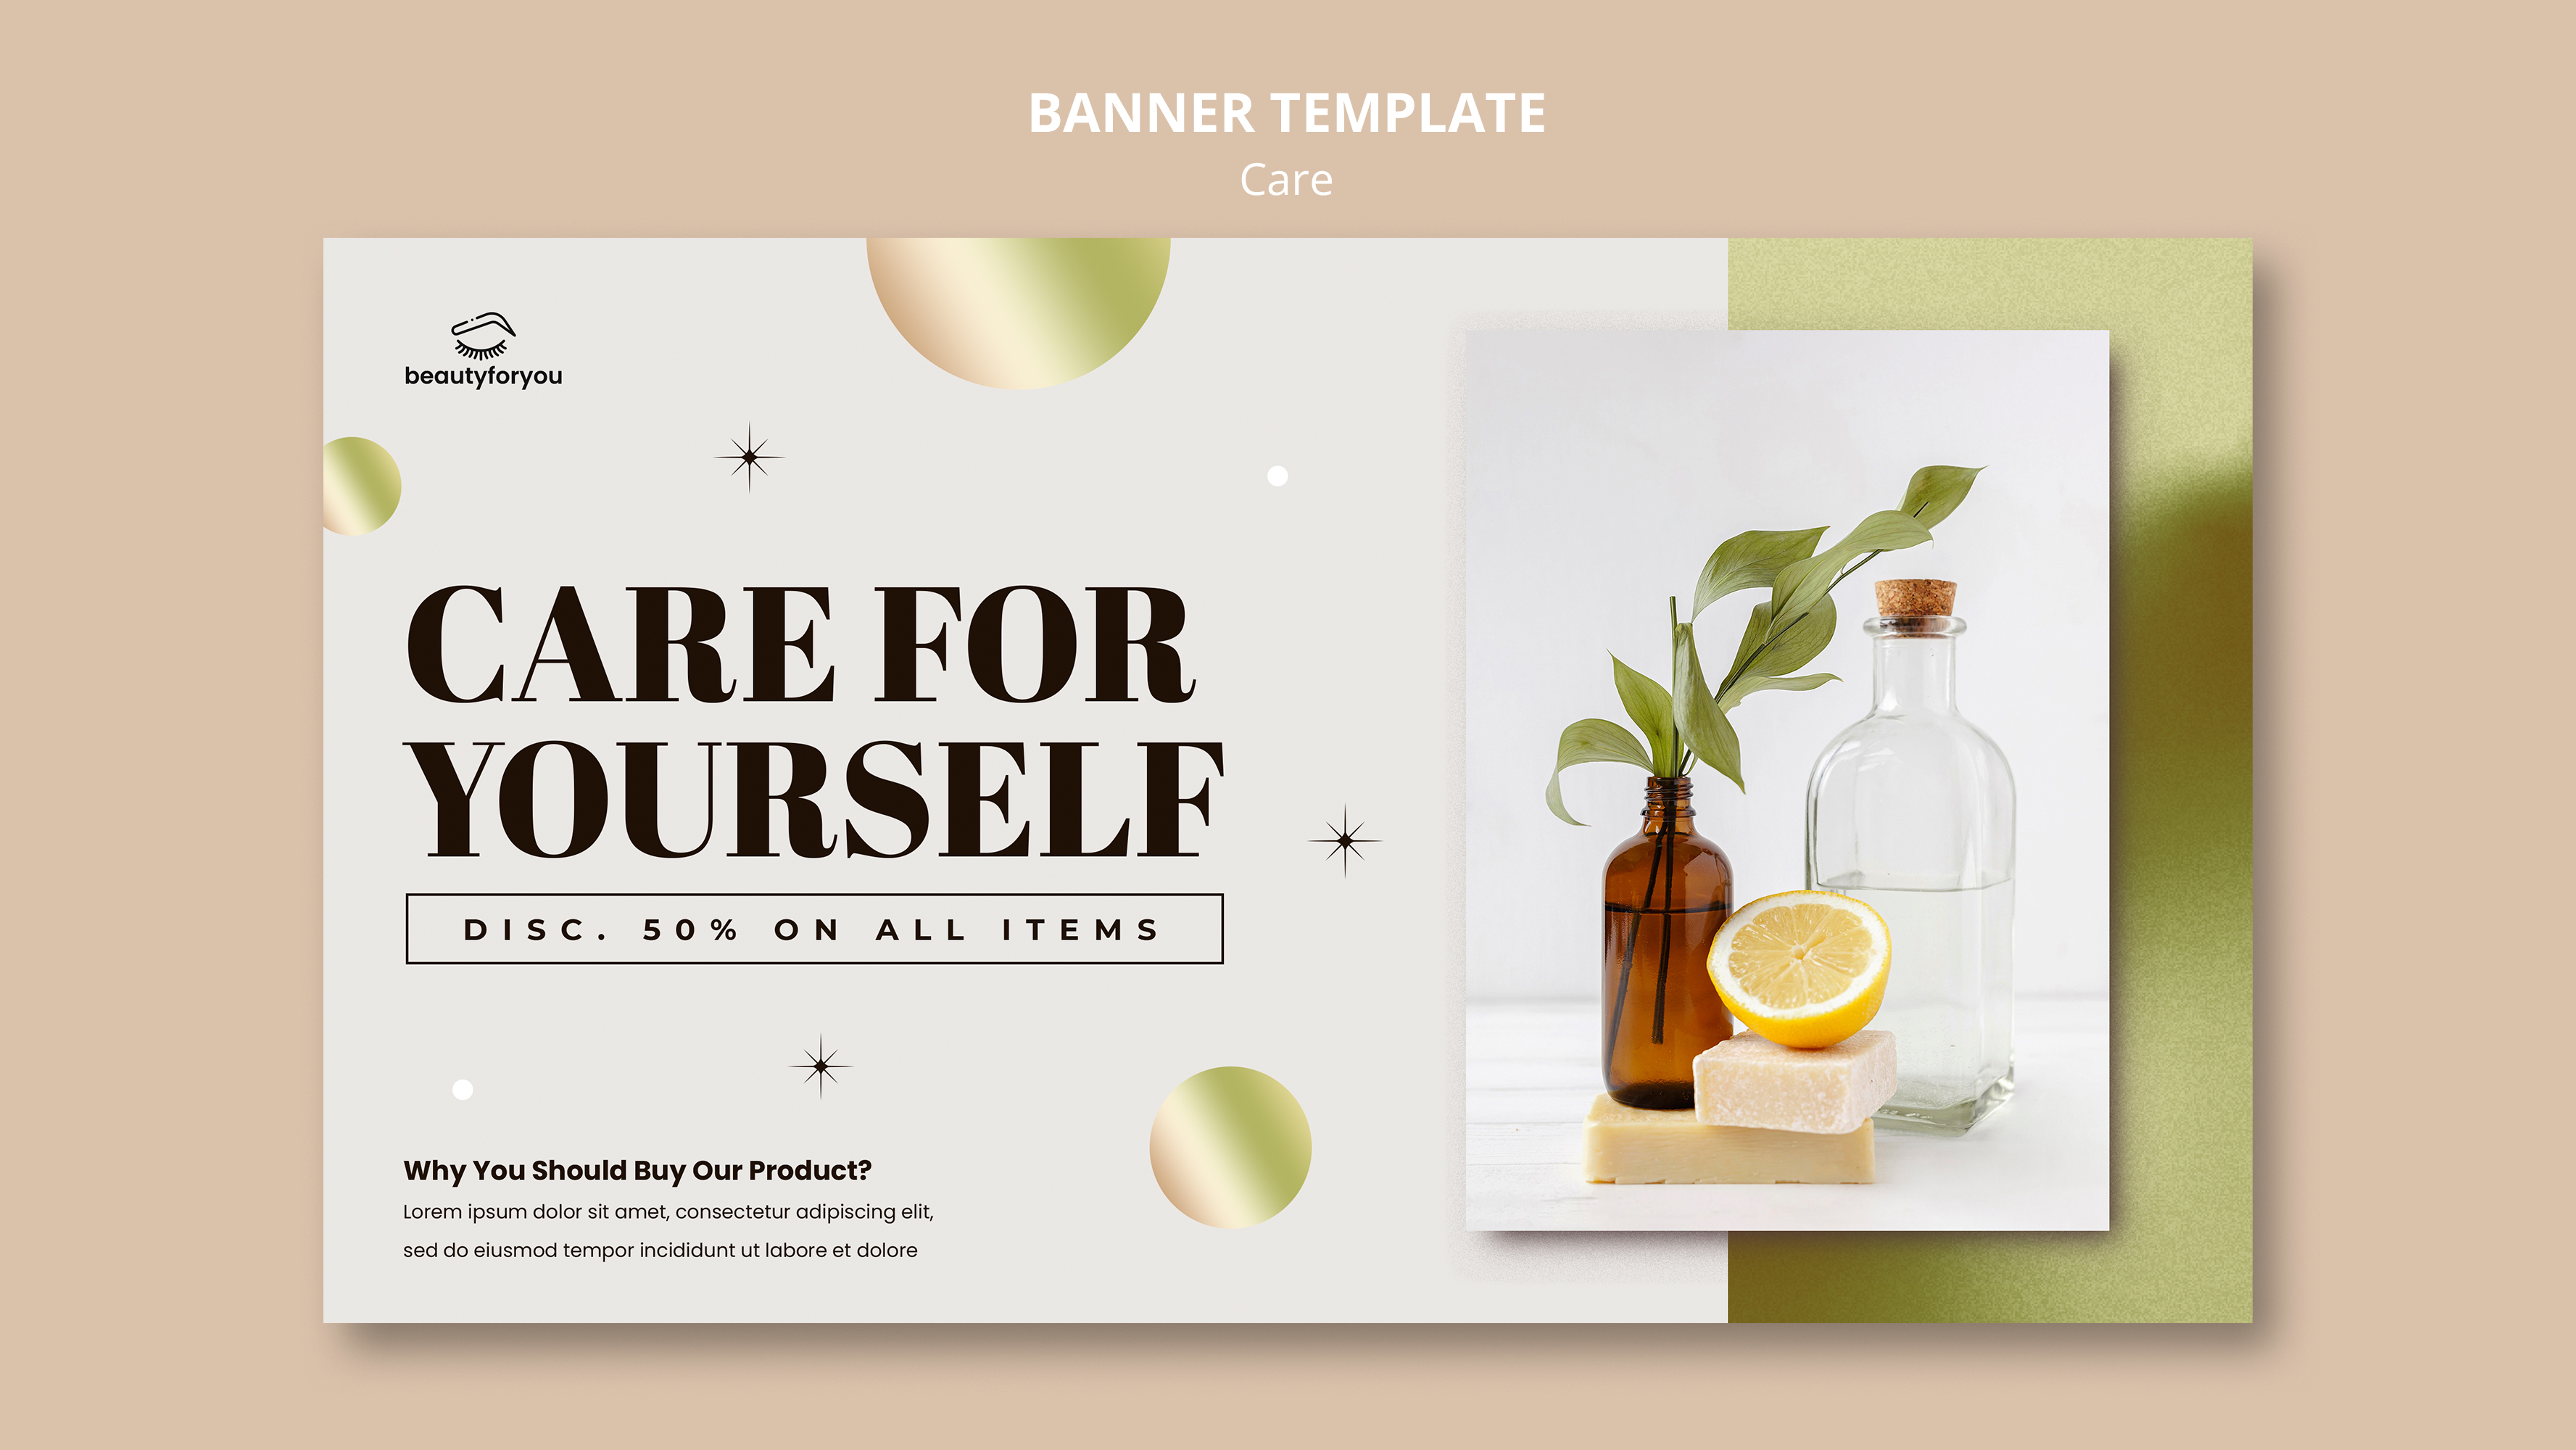 BANNER TEMPLATE
Care
beautyforyou
CARE FOR
YOURSELF
DISC. 50% ON ALL ITEMS
Why You Should Buy Our Product?
Lorem ipsum dolor sit amet, consectetur adipiscing elit,
sed do eiusmod tempor incididunt ut labore et dolore